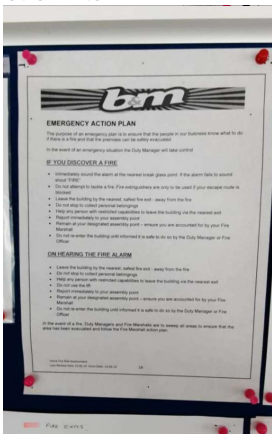 b&m
EMERGENCY ACTION PLAN
The purpose of an emergency plan is to ensure that the people in our business know what to do
if there is a fire and that the premises can be safely evacuated
In the event of an emergency situation the Duty Manager will take control
IF YOU DISCOVER A FIRE
Immediately sound the alarm at the nearest break glass point. If the alarm fails to sound
shout "FIRE"
Do not attempt to tackle a fire. Fire extinguishers are only to be used if your escape route is
blocked
Leave the building by the nearest, safest fire exit - away from the fire
Do not stop to collect personal belongings
Help any person with restricted capabilities to leave the building via the nearest exit
Report immediately to your assembly point
Remain at your designated assembly point – ensure you are accounted for by your Fire
Marshall
Do not re-enter the building until informed it is safe to do so by the Duty Manager or Fire
Officer
ON HEARING THE FIRE ALARM
Leave the building by the nearest, safest fire exit - away from the fire
Do not stop to collect personal belongings
Help any person with restricted capabilities to leave the building via the nearest exit
Do not use the lift
Report immediately to your assembly point
Remain at your designated assembly point – ensure you are accounted for by your Fire
Marshall
Do not re-enter the building until informed it is safe to do so by the Duty Manager or Fire
Officer
In the event of a fire, Duty Managers and Fire Marshalls are to sweep all areas to ensure that the
area has been evacuated and follow the Fire Marshall action plan.
FIRE EXITS